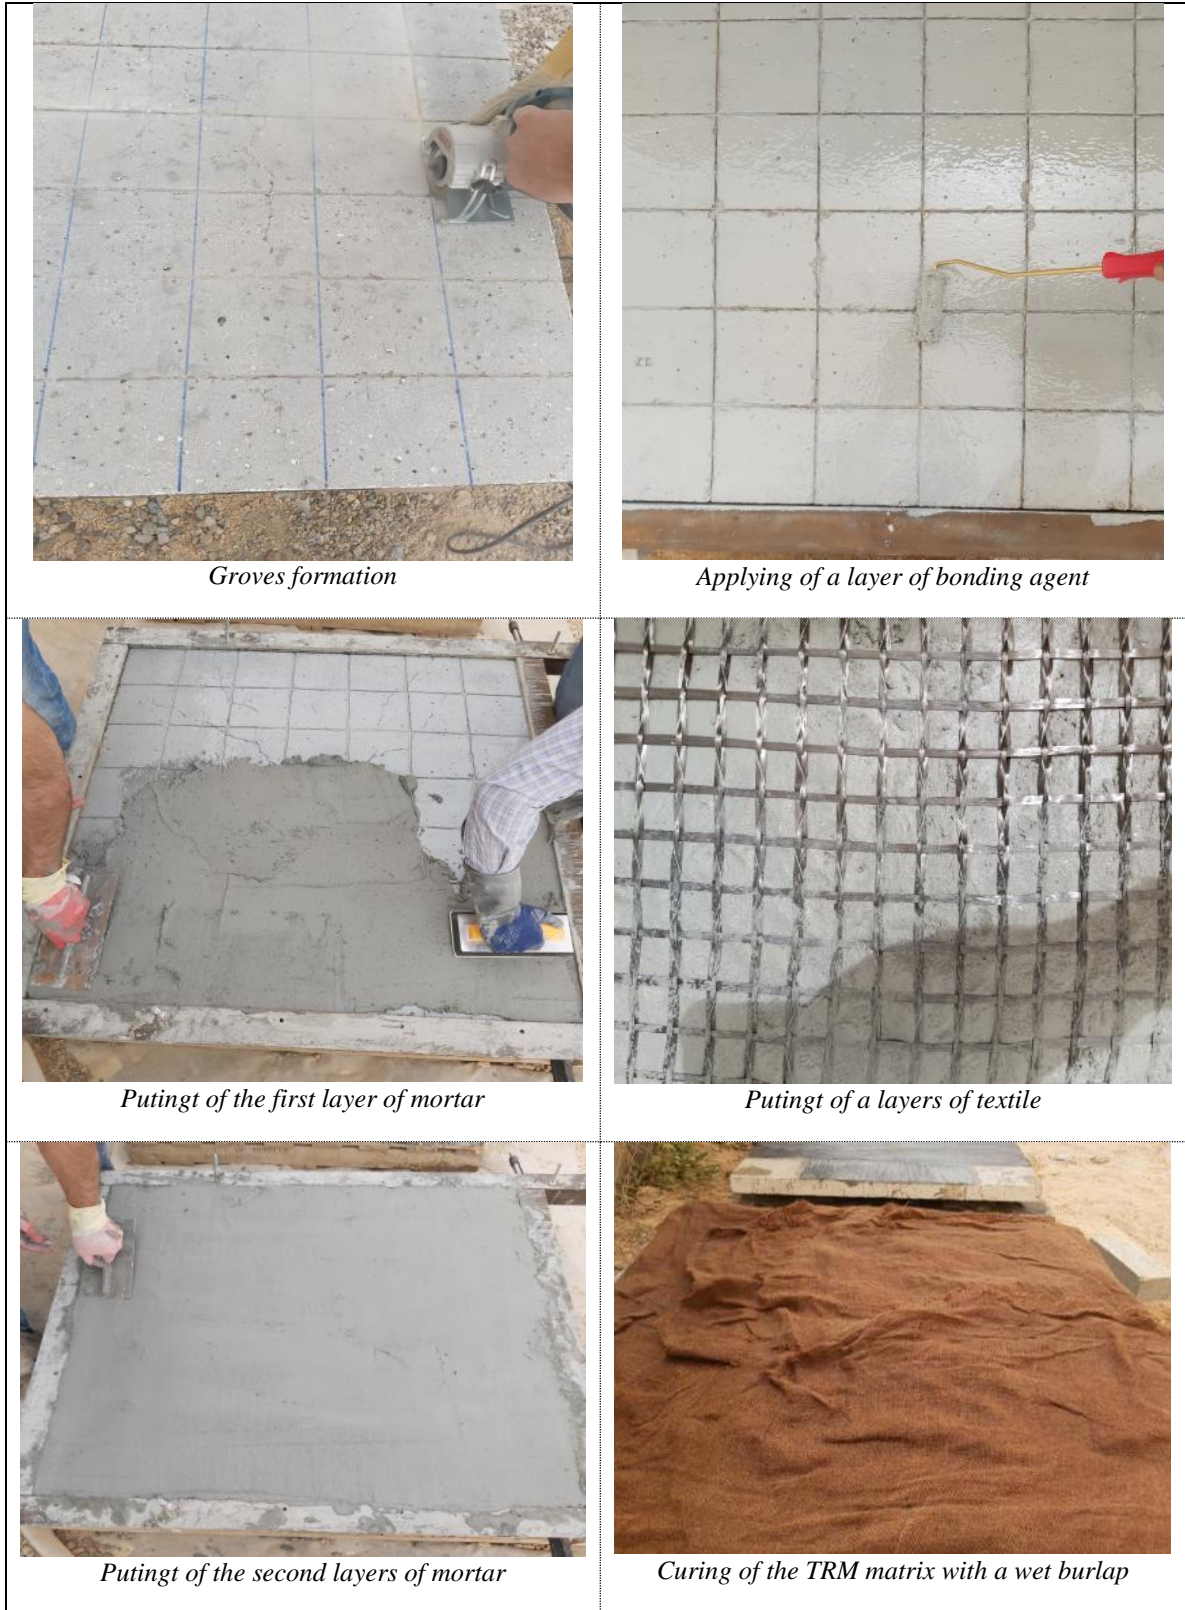 Groves formation
Applying of a layer of bonding agent
Putingt of the first layer of mortar
Putingt of a layers of textile
Putingt of the second layers of mortar
Curing of the TRM matrix with a wet burlap